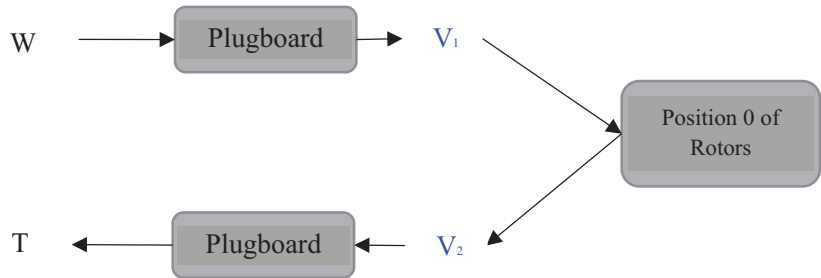 W Plugboard V₁
Position 0 of
Rotors
T Plugboard V₂